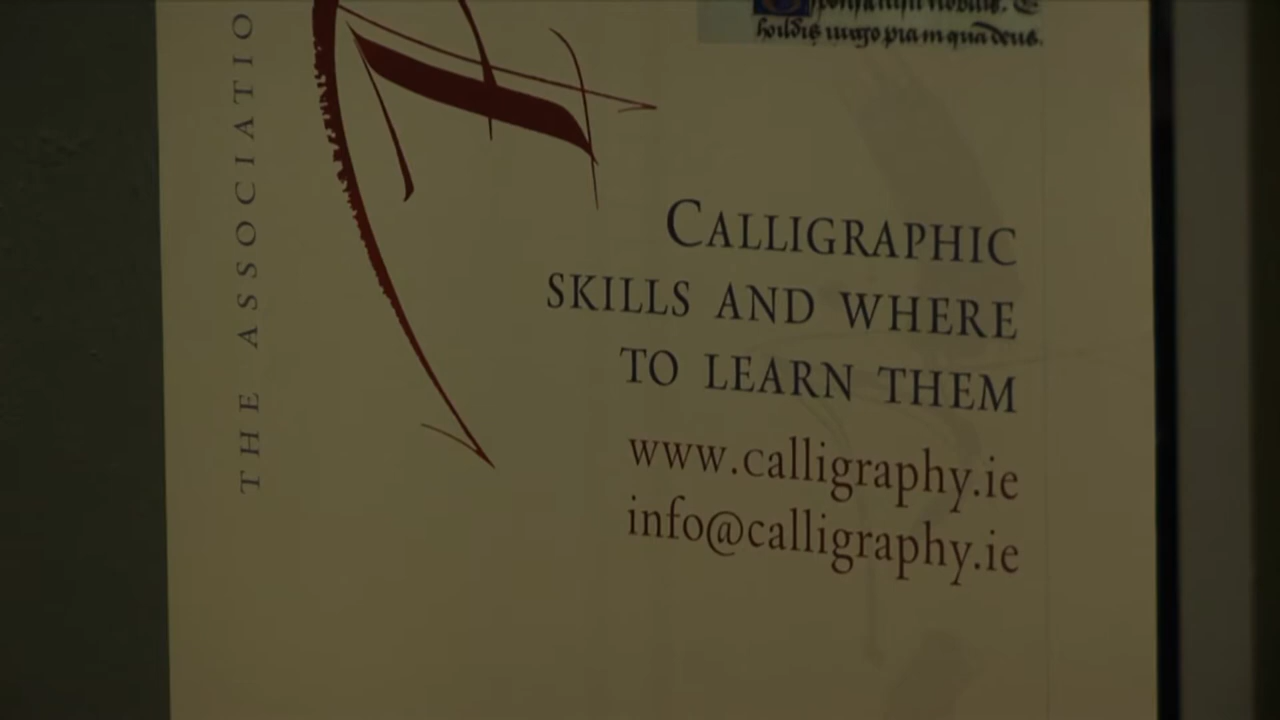 THE ASSOCIATIO
CALLIGRAPHIC
SKILLS AND WHERE
TO LEARN THEM
www.calligraphy.ie
info@calligraphy.ie